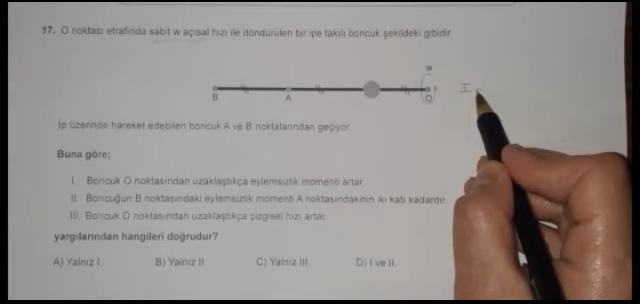 17. O noktası etrafında sabit w açısal hızı ile döndürülen bir ipe takılı boncuk şekildeki gibidir
w
B A O
I
İp üzerinde hareket edebilen boncuk A ve B noktalarından geçiyor.
Buna göre;
I. Boncuk O noktasından uzaklaştıkça eylemsizlik momenti artar.
II. Boncuğun B noktasındaki eylemsizlik momenti A noktasındakinin iki katı kadardır.
III. Boncuk O noktasından uzaklaştıkça çizgisel hızı artar.
yargılarından hangileri doğrudur?
A) Yalnız I. B) Yalnız II. C) Yalnız III. D) I ve II.